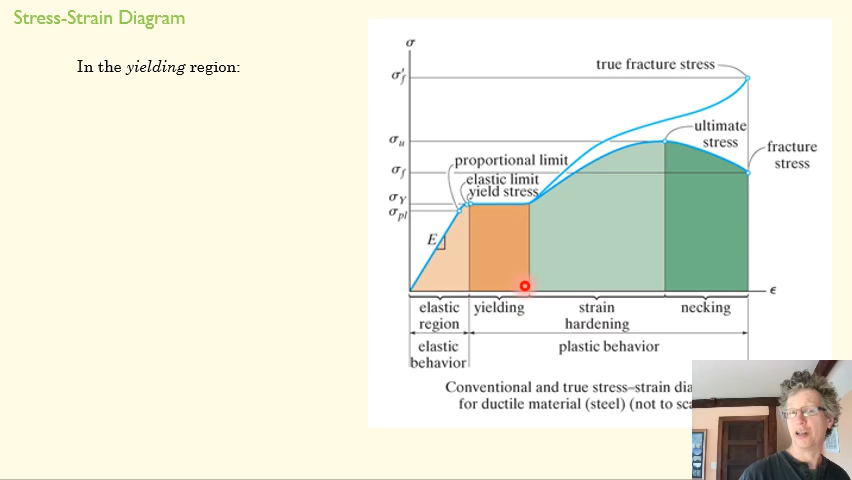 Stress-Strain Diagram
In the yielding region:
σ
σ′f
true fracture stress
σu
ultimate
stress
fracture
stress
σf
proportional limit
elastic limit
yield stress
σY
σpl
E
ϵ
elastic
region
yielding
strain
hardening
necking
elastic
behavior
plastic behavior
Conventional and true stress–strain dia
for ductile material (steel) (not to sca